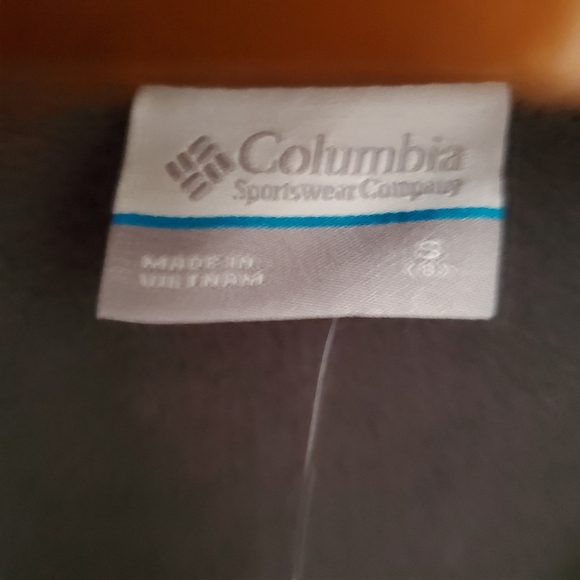 Columbia
Sportswear Company
MADE IN
VIETNAM
S
(8)